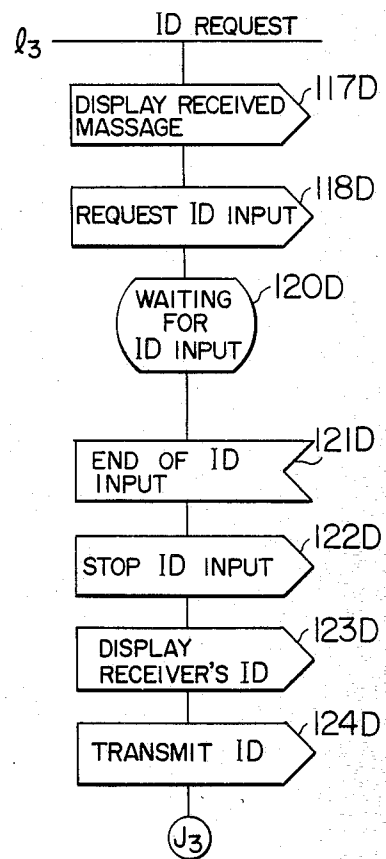 ID REQUEST
l3
DISPLAY RECEIVED
MASSAGE
117D
REQUEST ID INPUT
118D
WAITING
FOR
ID INPUT
120D
END OF ID
INPUT
121D
STOP ID INPUT
122D
DISPLAY
RECEIVER'S ID
123D
TRANSMIT ID
124D
J3